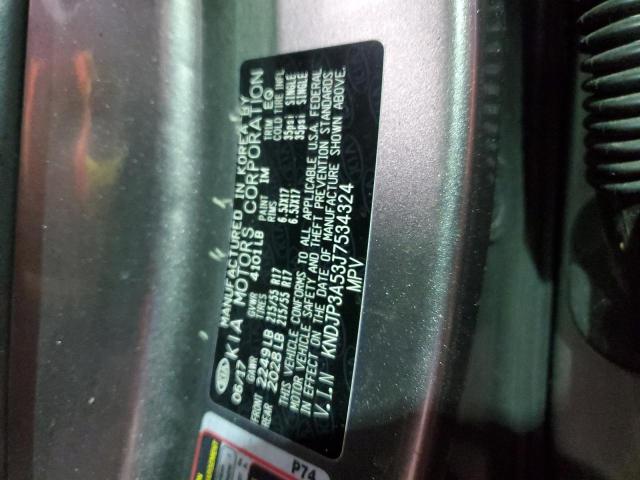 MANUFACTURED IN KOREA BY
KIA KIA MOTORS CORPORATION
06/17 GVWR 4101LB PAINT IM TRIM EQ
GAWR TIRES RIMS COLD TIRE INFL
FRONT 2249LB 215/55 R17 6.5JX17 35psi SINGLE
REAR 2028LB 215/55 R17 6.5JX17 35psi SINGLE
THIS VEHICLE CONFORMS TO ALL APPLICABLE U.S.A. FEDERAL
MOTOR VEHICLE SAFETY AND THEFT PREVENTION STANDARDS
IN EFFECT ON THE DATE OF MANUFACTURE SHOWN ABOVE.
V.I.N KNDJP3A53J7534324
MPV
P74